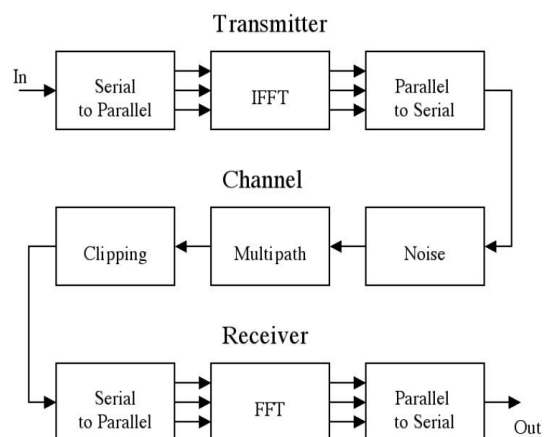 Transmitter
In
Serial
to Parallel
IFFT
Parallel
to Serial
Channel
Clipping
Multipath
Noise
Receiver
Serial
to Parallel
FFT
Parallel
to Serial
Out